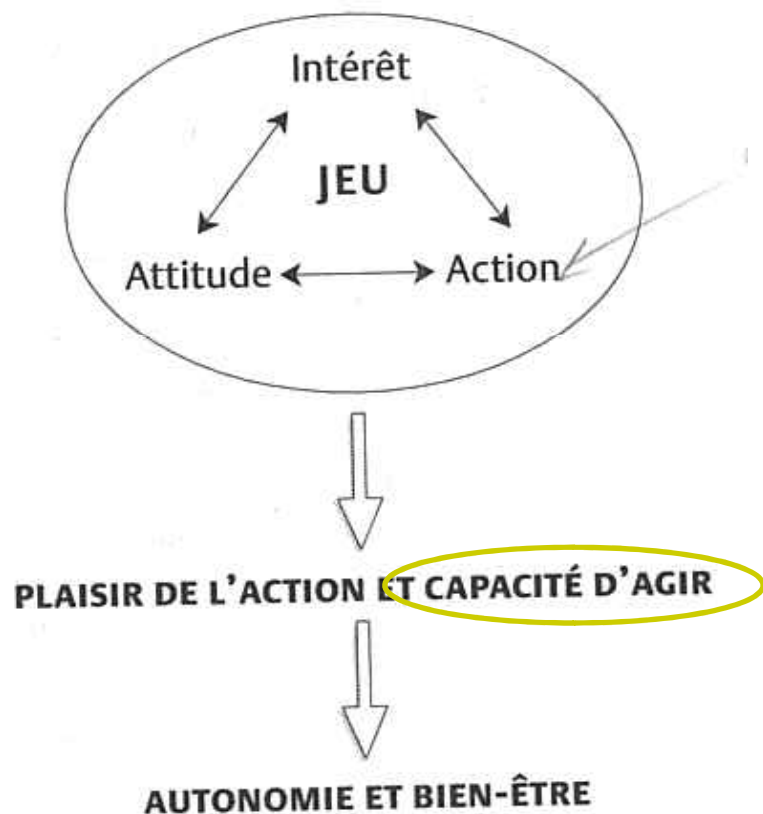 Intérêt
JEU
Attitude
Action
PLAISIR DE L'ACTION ET CAPACITÉ D'AGIR
AUTONOMIE ET BIEN-ÊTRE